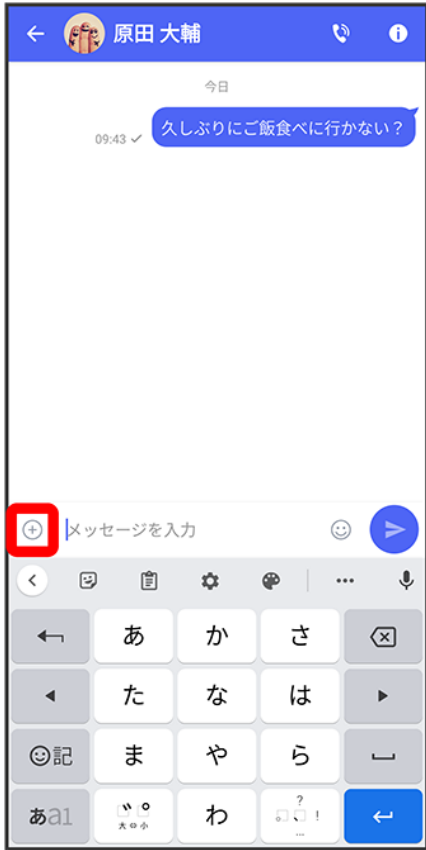 原田 大輔
今日
久しぶりにご飯食べに行かない？
09:43
メッセージを入力
あ か さ
た な は
記 ま や ら
あa1 大⇔小 わ 、。?!…